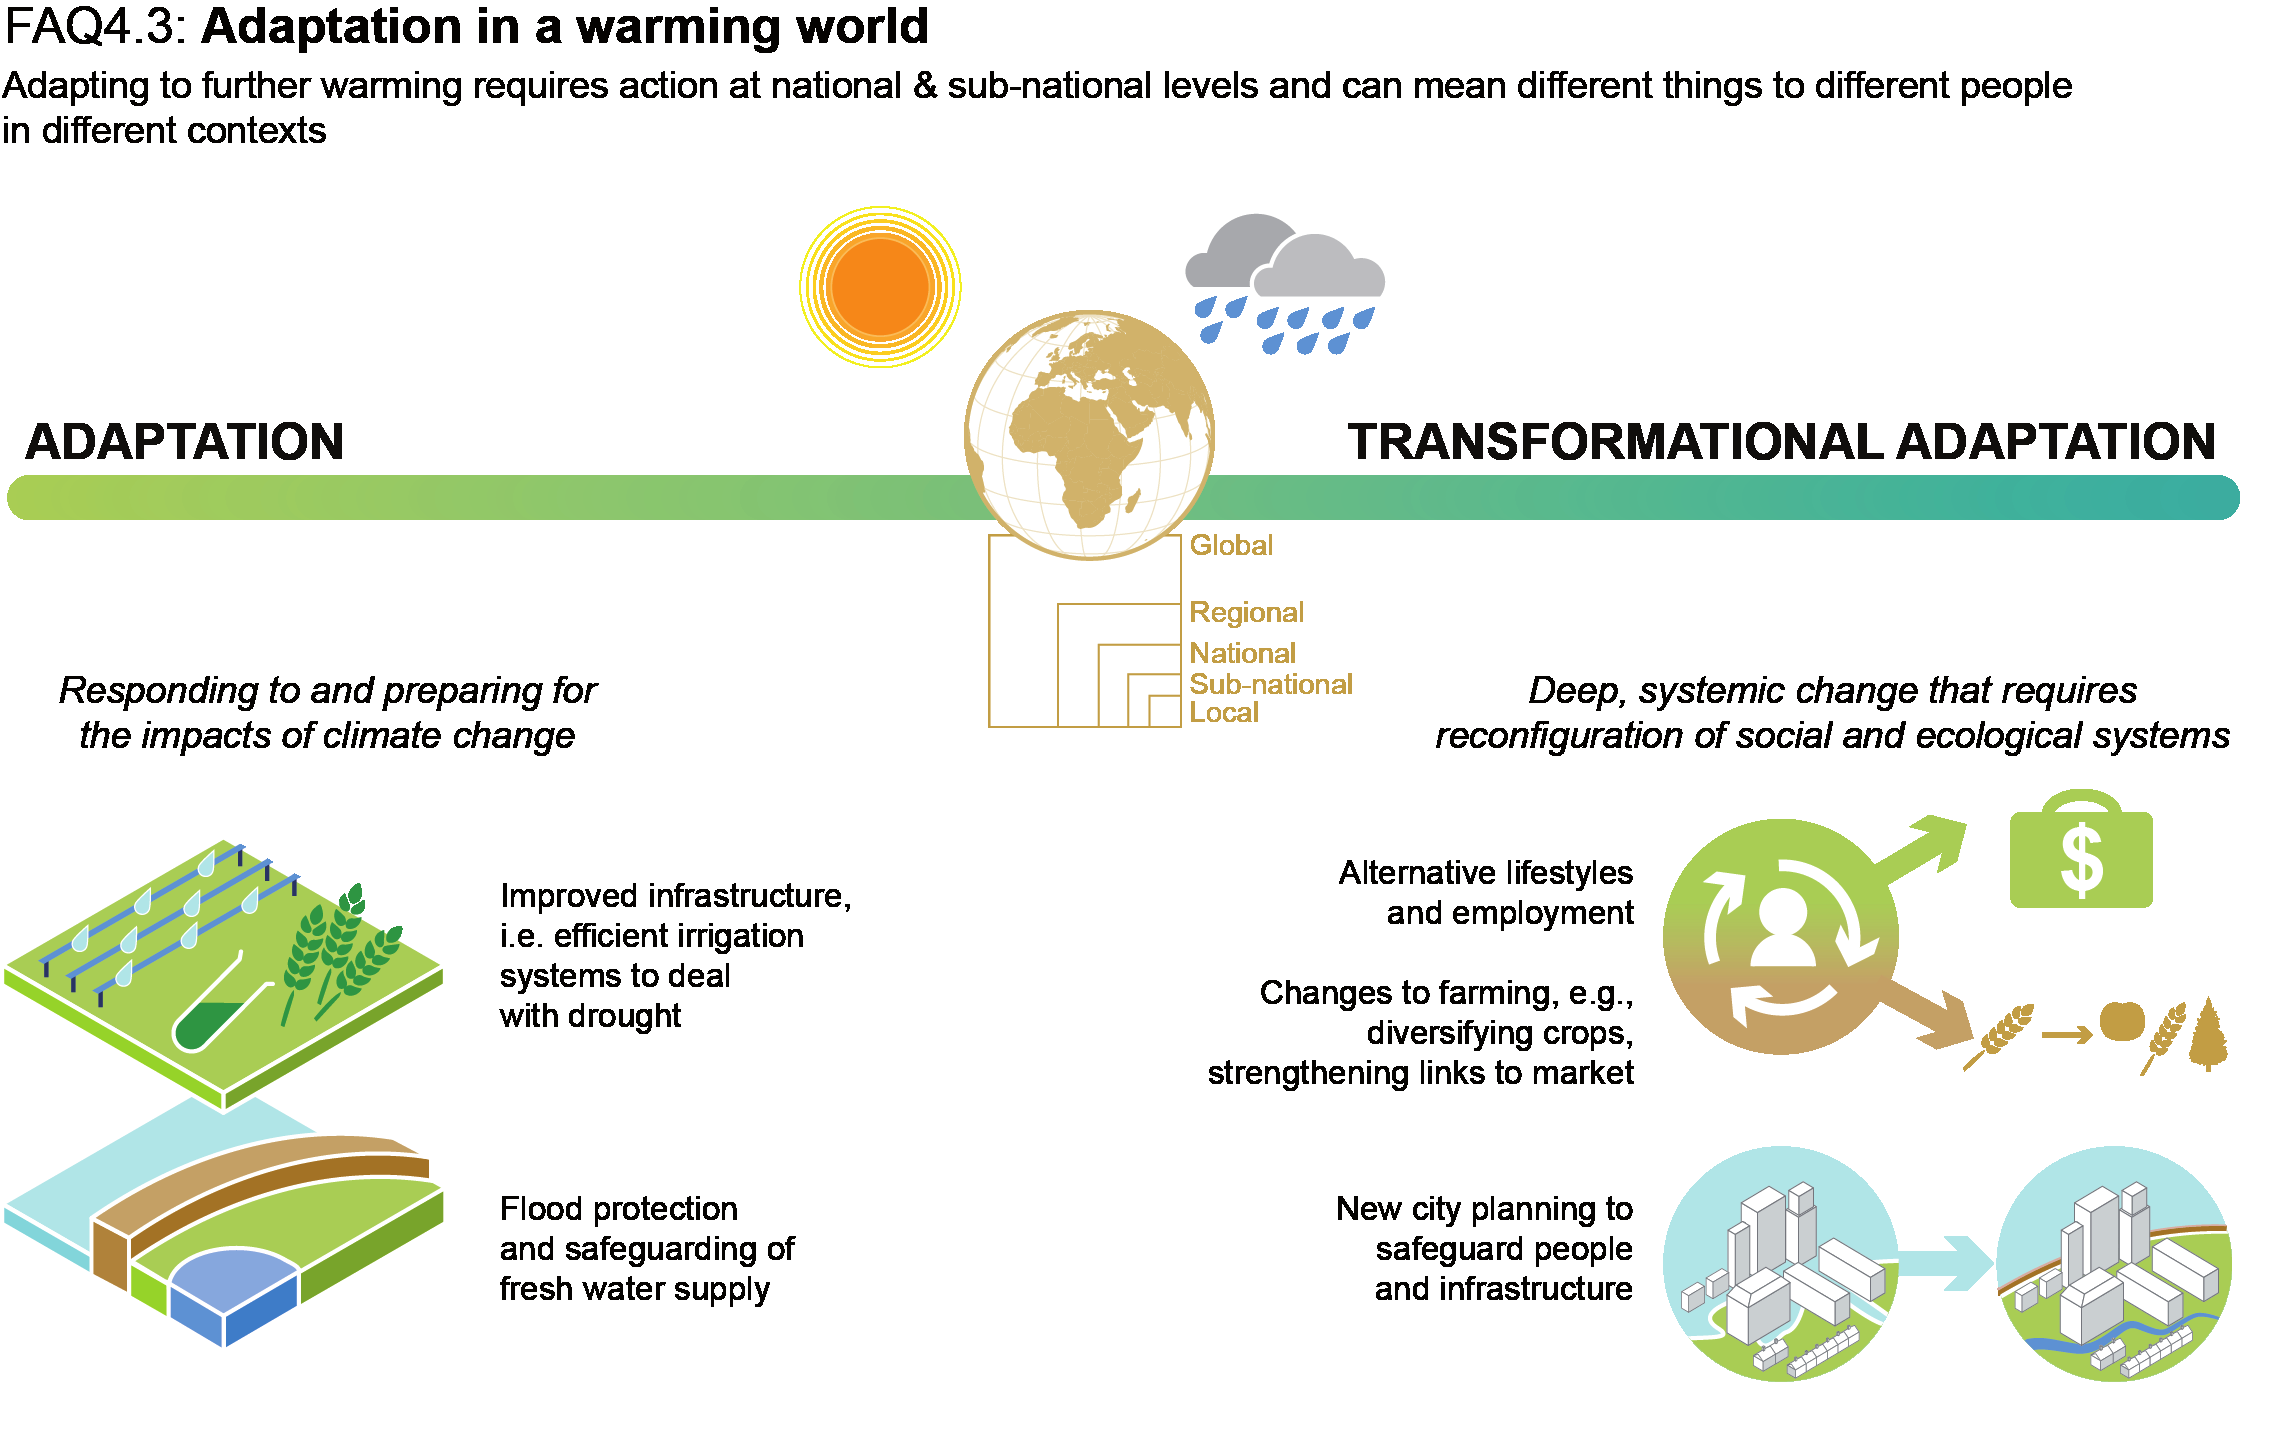 FAQ4.3: Adaptation in a warming world
Adapting to further warming requires action at national & sub-national levels and can mean different things to different people
in different contexts
ADAPTATION
TRANSFORMATIONAL ADAPTATION
Global
Regional
National
Sub-national
Local
Responding to and preparing for
the impacts of climate change
Deep, systemic change that requires
reconfiguration of social and ecological systems
Improved infrastructure,
i.e. efficient irrigation
systems to deal
with drought
Flood protection
and safeguarding of
fresh water supply
Alternative lifestyles
and employment
$
Changes to farming, e.g.,
diversifying crops,
strengthening links to market
New city planning to
safeguard people
and infrastructure